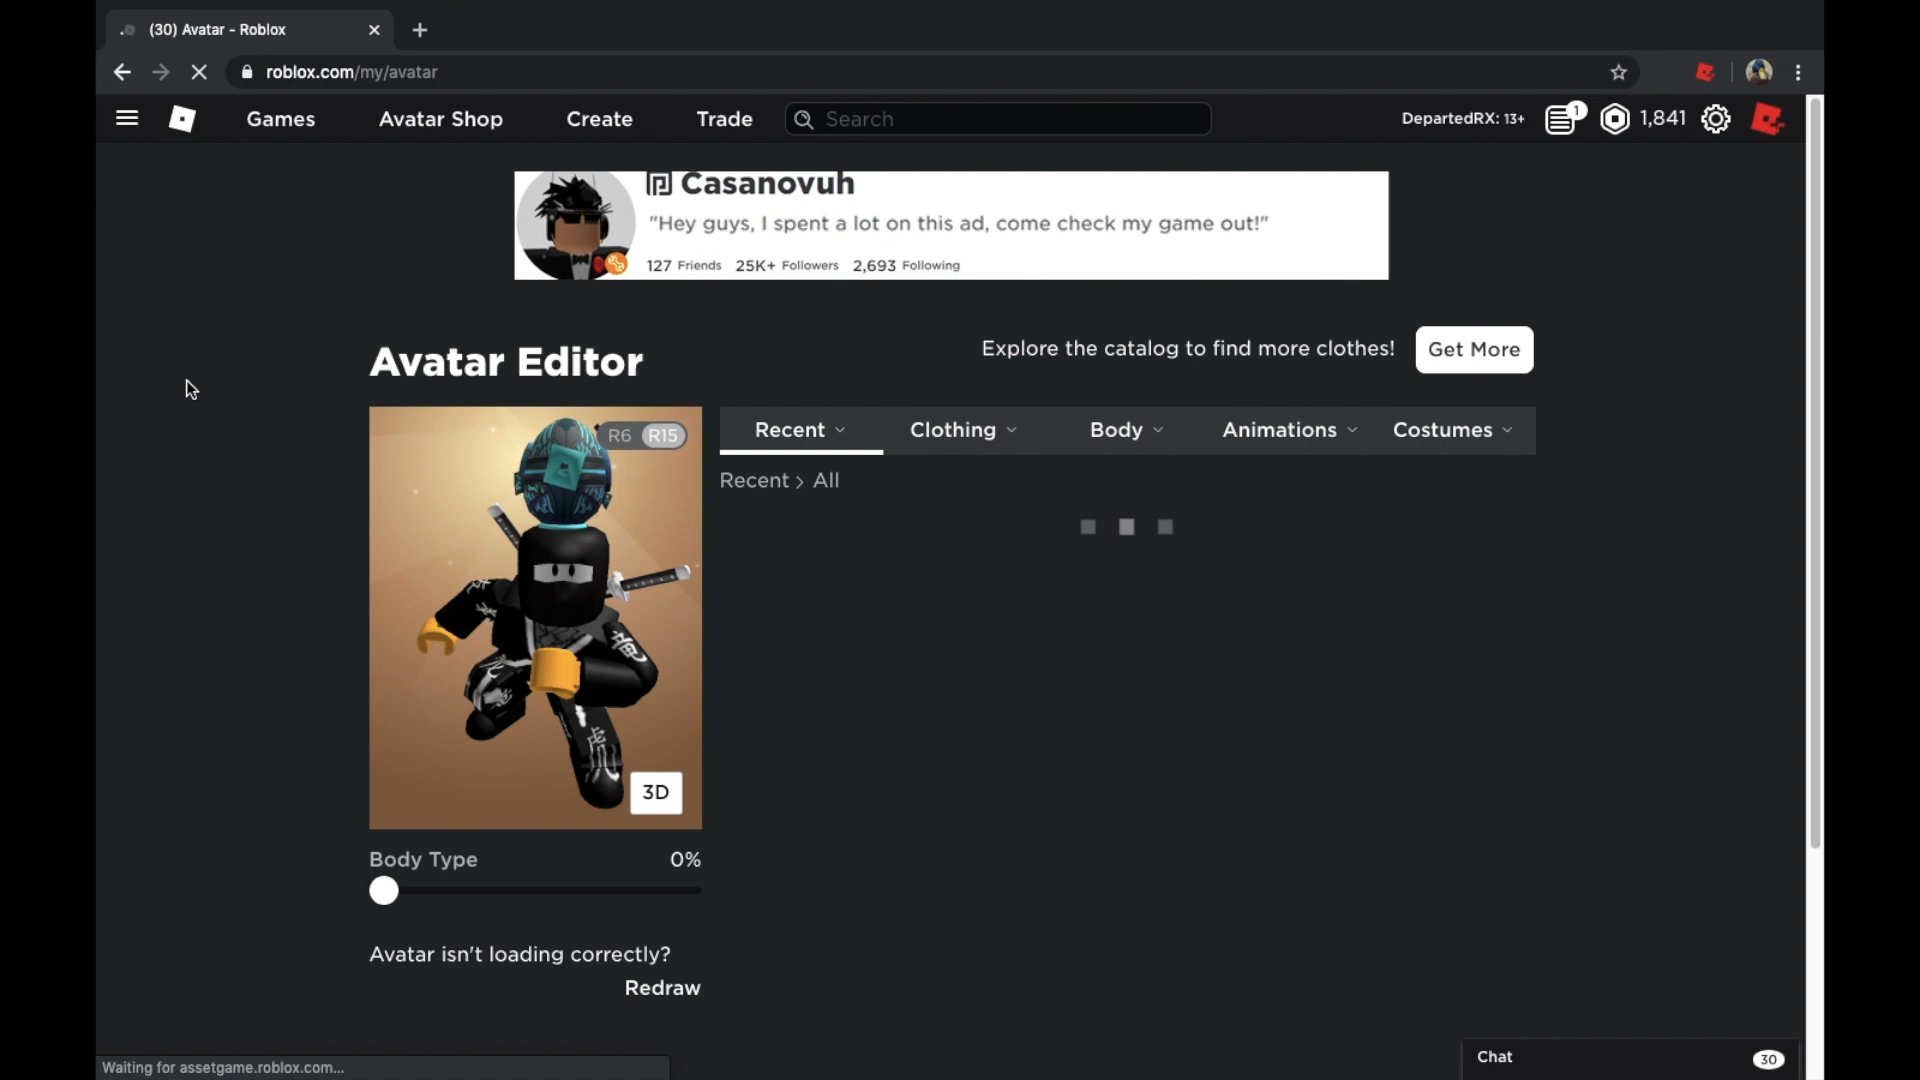 (30) Avatar - Roblox
roblox.com/my/avatar
Games Avatar Shop Create Trade Search DepartedRX: 13+ 1 1,841
Casanovuh
"Hey guys, I spent a lot on this ad, come check my game out!"
127 Friends 25K+ Followers 2,693 Following
Avatar Editor
Explore the catalog to find more clothes! Get More
R6 R15
Recent Clothing Body Animations Costumes
Recent > All
竜
虎
3D
Body Type 0%
Avatar isn't loading correctly?
Redraw
Waiting for assetgame.roblox.com...
Chat 30